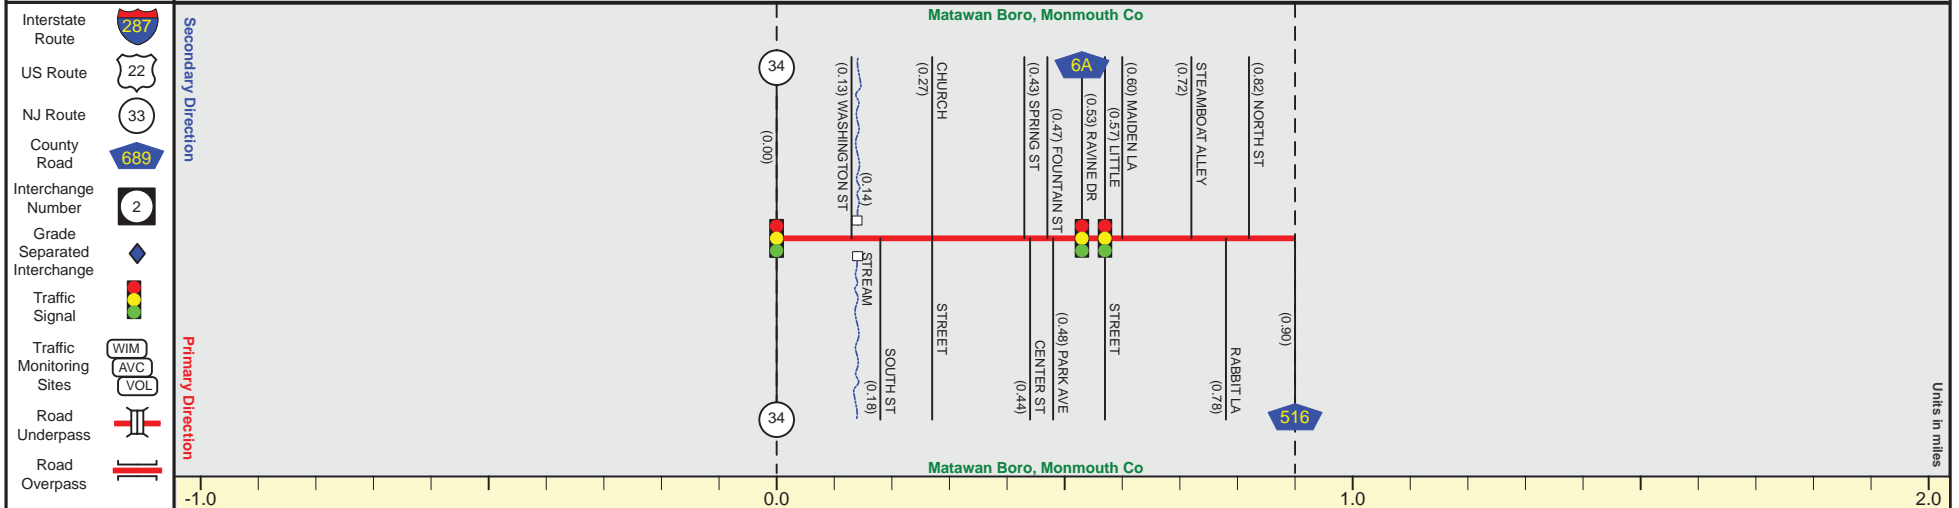 Interstate
Route
287
US Route
22
NJ Route
33
County
Road
689
Interchange
Number
2
Grade
Separated
Interchange
Traffic
Signal
Traffic
Monitoring
Sites
WIM
AVC
VOL
Road
Underpass
Road
Overpass
Secondary Direction
Primary Direction
Matawan Boro, Monmouth Co
34
(0.00)
34
(0.13) WASHINGTON ST
(0.14)
STREAM
SOUTH ST
(0.18)
CHURCH
(0.27)
STREET
(0.43) SPRING ST
CENTER ST
(0.44)
(0.47) FOUNTAIN ST
(0.48) PARK AVE
6A
(0.53) RAVINE DR
(0.57) LITTLE
STREET
(0.60) MAIDEN LA
STEAMBOAT ALLEY
(0.72)
RABBIT LA
(0.78)
(0.82) NORTH ST
(0.90)
516
Matawan Boro, Monmouth Co
Units in miles
-1.0
0.0
1.0
2.0